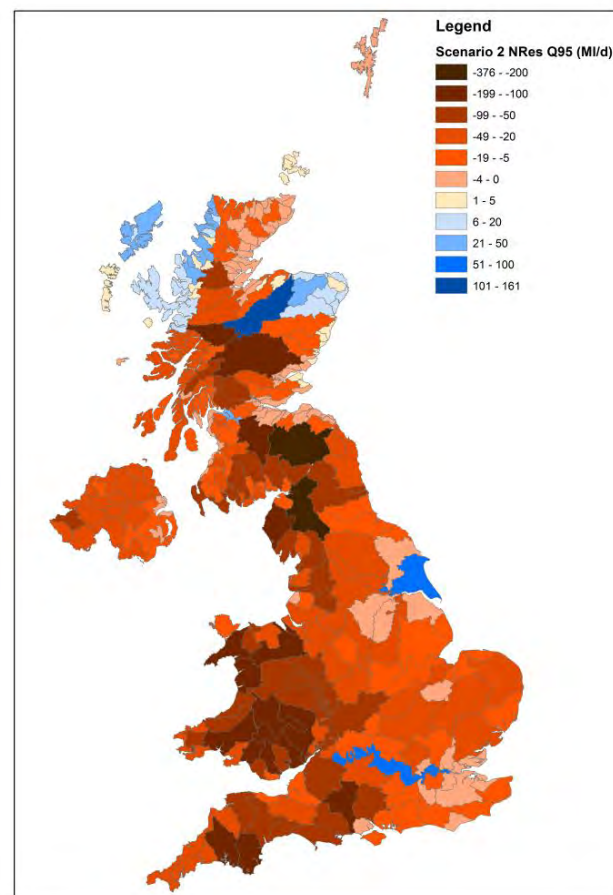 Legend
Scenario 2 NRes Q95 (Ml/d)
-376 - -200
-199 - -100
-99 - -50
-49 - -20
-19 - -5
-4 - 0
1 - 5
6 - 20
21 - 50
51 - 100
101 - 161